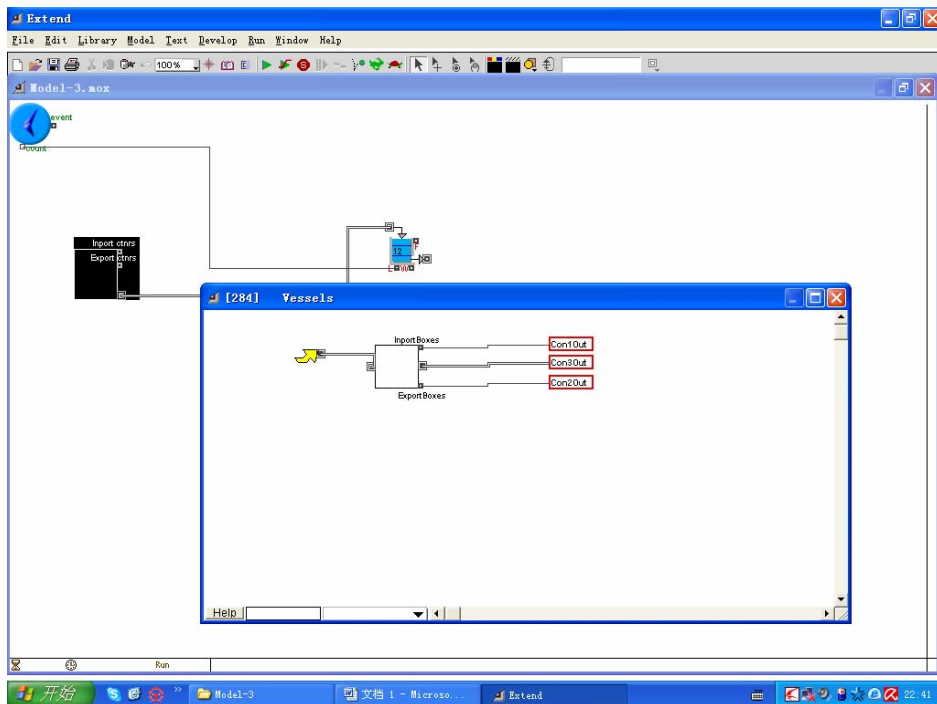 Extend
File Edit Library Model Text Develop Run Window Help
100%
Model-3.mox
event
count
Inport ctnrs
Export ctnrs
12
F
L W
[284] Vessels
InportBoxes
Con1Out
Con3Out
Con2Out
ExportBoxes
Help
Run
开始
Model-3
文档 1 - Microso...
Extend
22:41